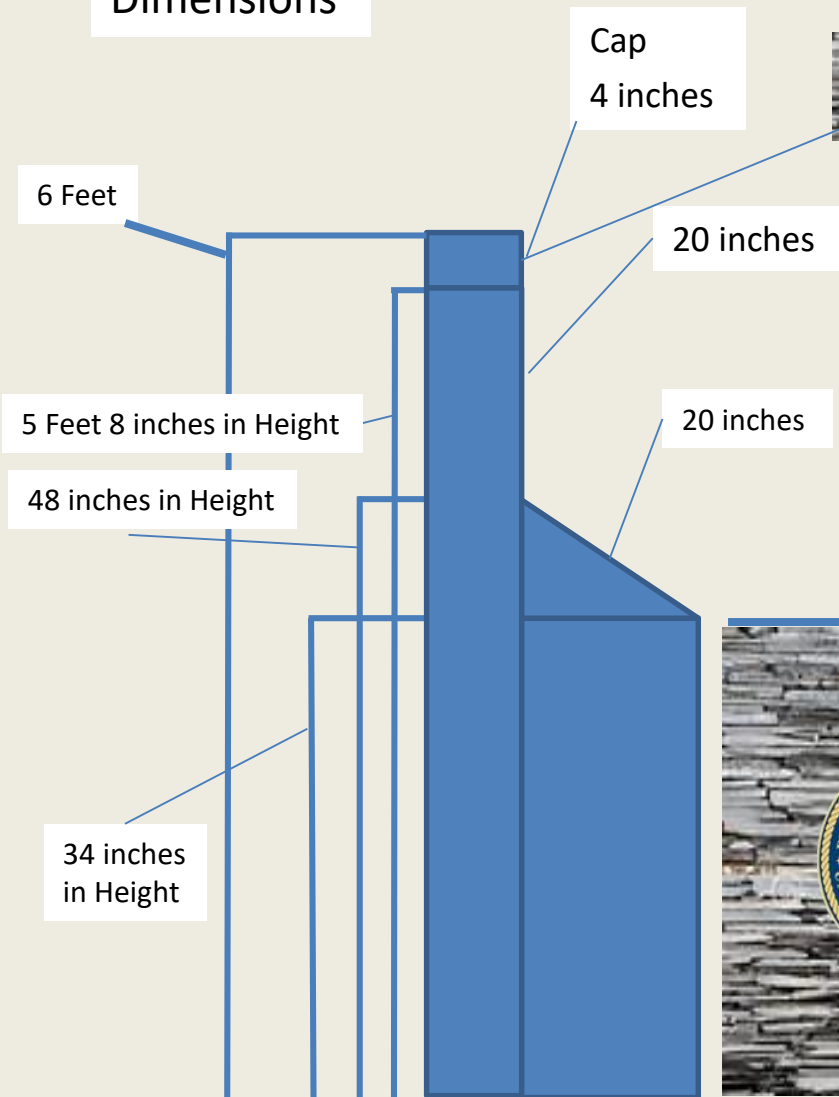 Dimensions
Cap
4 inches
6 Feet
20 inches
5 Feet 8 inches in Height
20 inches
48 inches in Height
34 inches
in Height